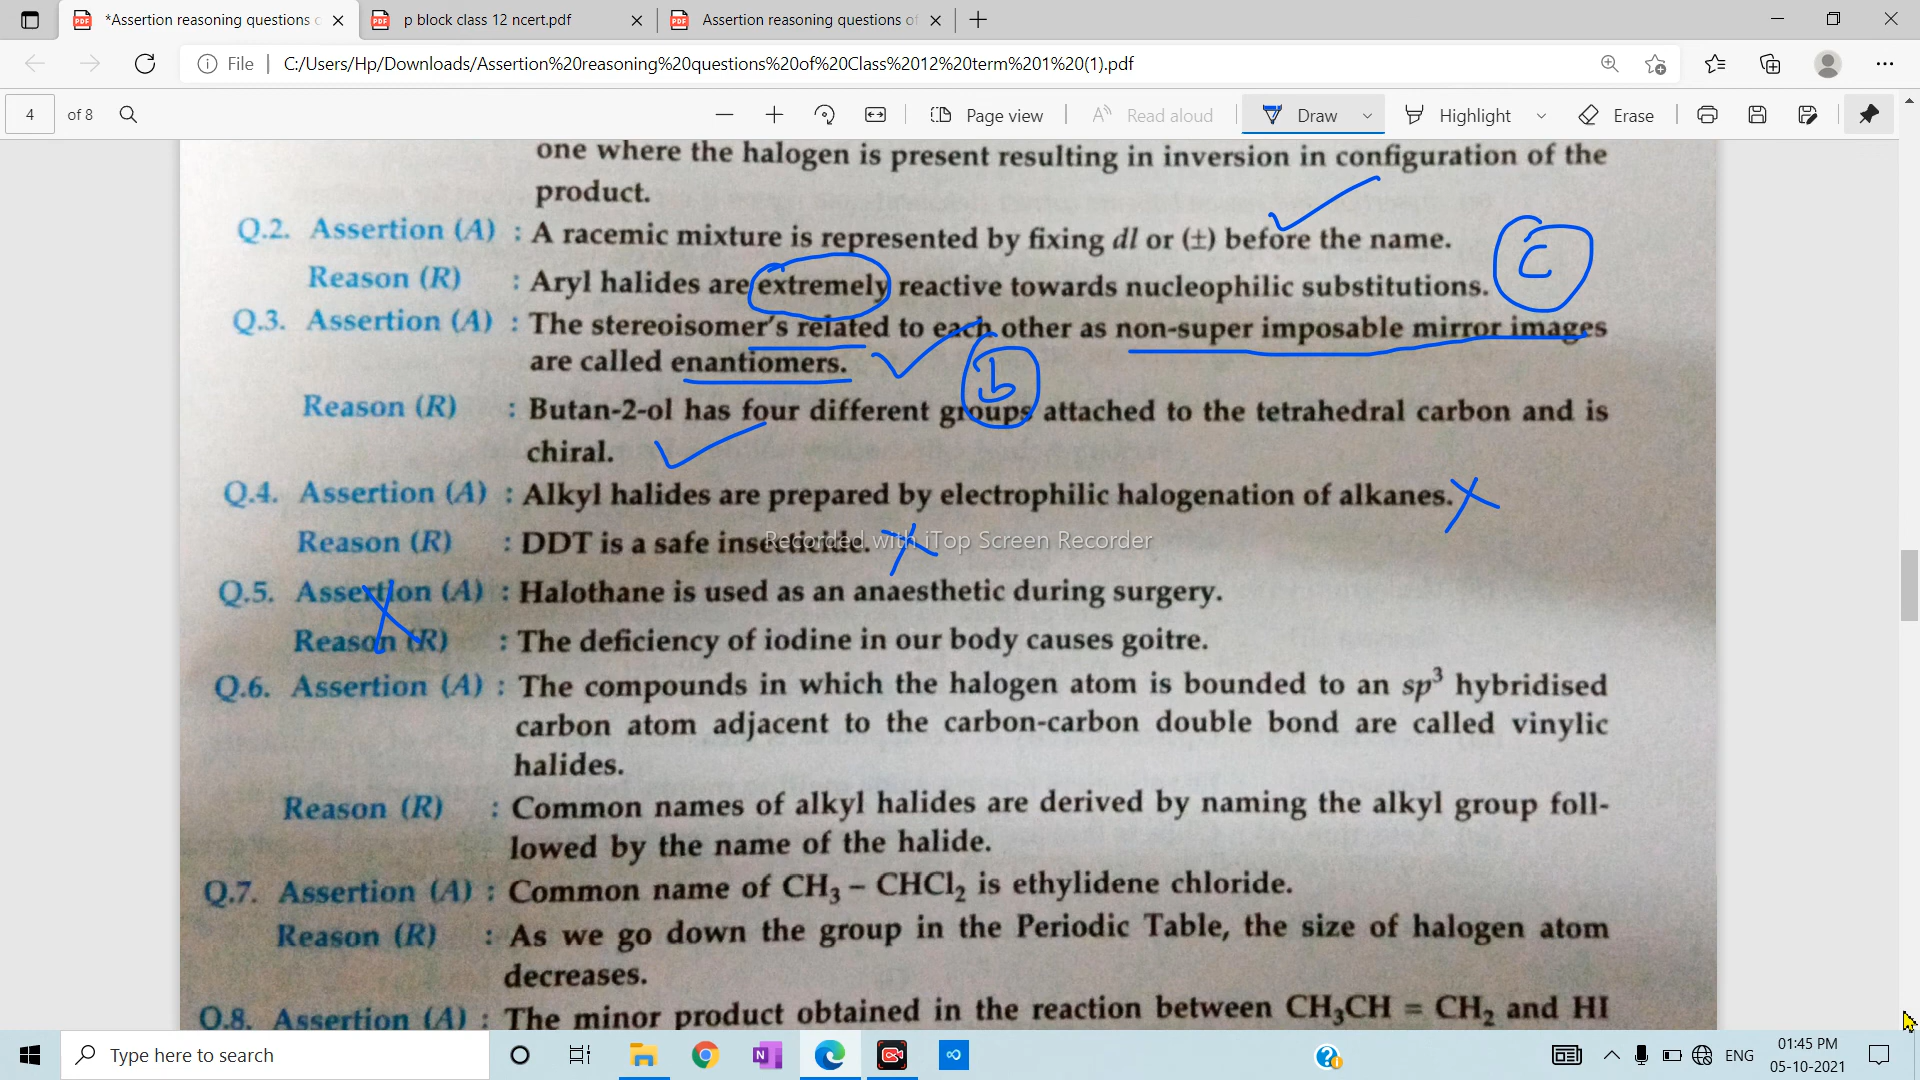 *Assertion reasoning questions o
p block class 12 ncert.pdf
Assertion reasoning questions of
File
C:/Users/Hp/Downloads/Assertion%20reasoning%20questions%20of%20Class%2012%20term%201%20(1).pdf
4 of 8
Page view
Read aloud
Draw
Highlight
Erase
one where the halogen is present resulting in inversion in configuration of the
product.
Q.2. Assertion (A) : A racemic mixture is represented by fixing dl or (±) before the name.
c
Reason (R) : Aryl halides are extremely reactive towards nucleophilic substitutions.
Q.3. Assertion (A) : The stereoisomer's related to each other as non-super imposable mirror images
are called enantiomers.
b
Reason (R) : Butan-2-ol has four different groups attached to the tetrahedral carbon and is
chiral.
Q.4. Assertion (A) : Alkyl halides are prepared by electrophilic halogenation of alkanes.
Reason (R) : DDT is a safe insecticide.
Recorded with iTop Screen Recorder
Q.5. Assertion (A) : Halothane is used as an anaesthetic during surgery.
Reason (R) : The deficiency of iodine in our body causes goitre.
Q.6. Assertion (A) : The compounds in which the halogen atom is bounded to an sp³ hybridised
carbon atom adjacent to the carbon-carbon double bond are called vinylic
halides.
Reason (R) : Common names of alkyl halides are derived by naming the alkyl group fol-
lowed by the name of the halide.
Q.7. Assertion (A) : Common name of CH₃ – CHCl₂ is ethylidene chloride.
Reason (R) : As we go down the group in the Periodic Table, the size of halogen atom
decreases.
Q.8. Assertion (A) : The minor product obtained in the reaction between CH₃CH = CH₂ and HI
Type here to search
ENG
01:45 PM
05-10-2021